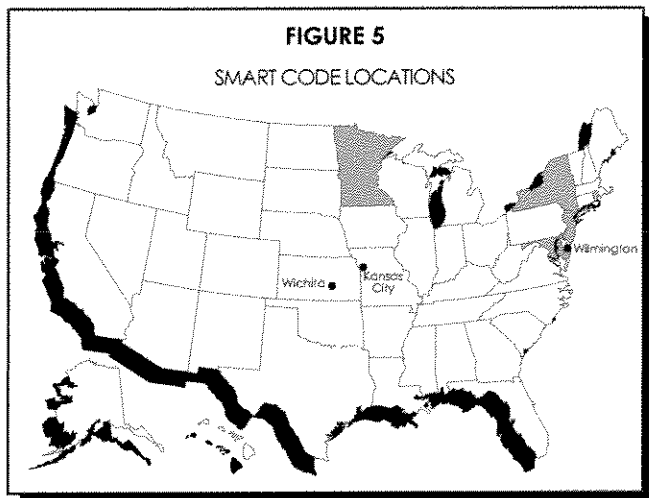 FIGURE 5
SMART CODE LOCATIONS
Wilmington
Kansas
City
Wichita